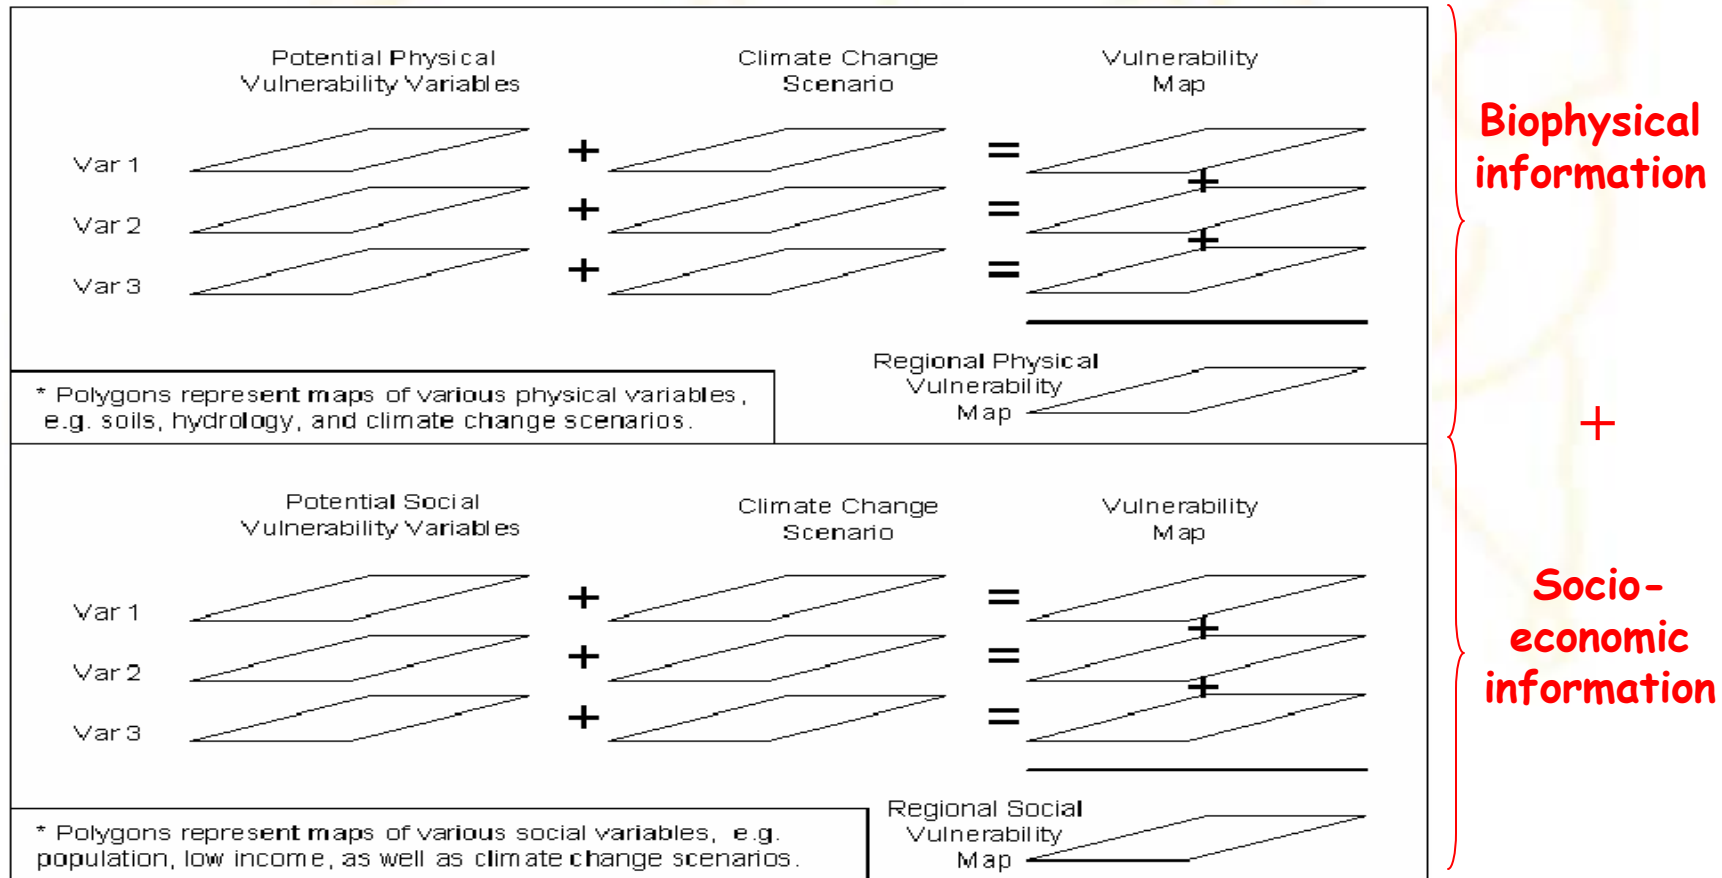 Potential Physical
Vulnerability Variables
Climate Change
Scenario
Vulnerability
Map
Var 1
+
=
+
Var 2
+
=
+
Var 3
+
=
Regional Physical
Vulnerability
Map
* Polygons represent maps of various physical variables,
e.g. soils, hydrology, and climate change scenarios.
Potential Social
Vulnerability Variables
Climate Change
Scenario
Vulnerability
Map
Var 1
+
=
+
Var 2
+
=
+
Var 3
+
=
Regional Social
Vulnerability
Map
* Polygons represent maps of various social variables, e.g.
population, low income, as well as climate change scenarios.
Biophysical
information
+
Socio-
economic
information